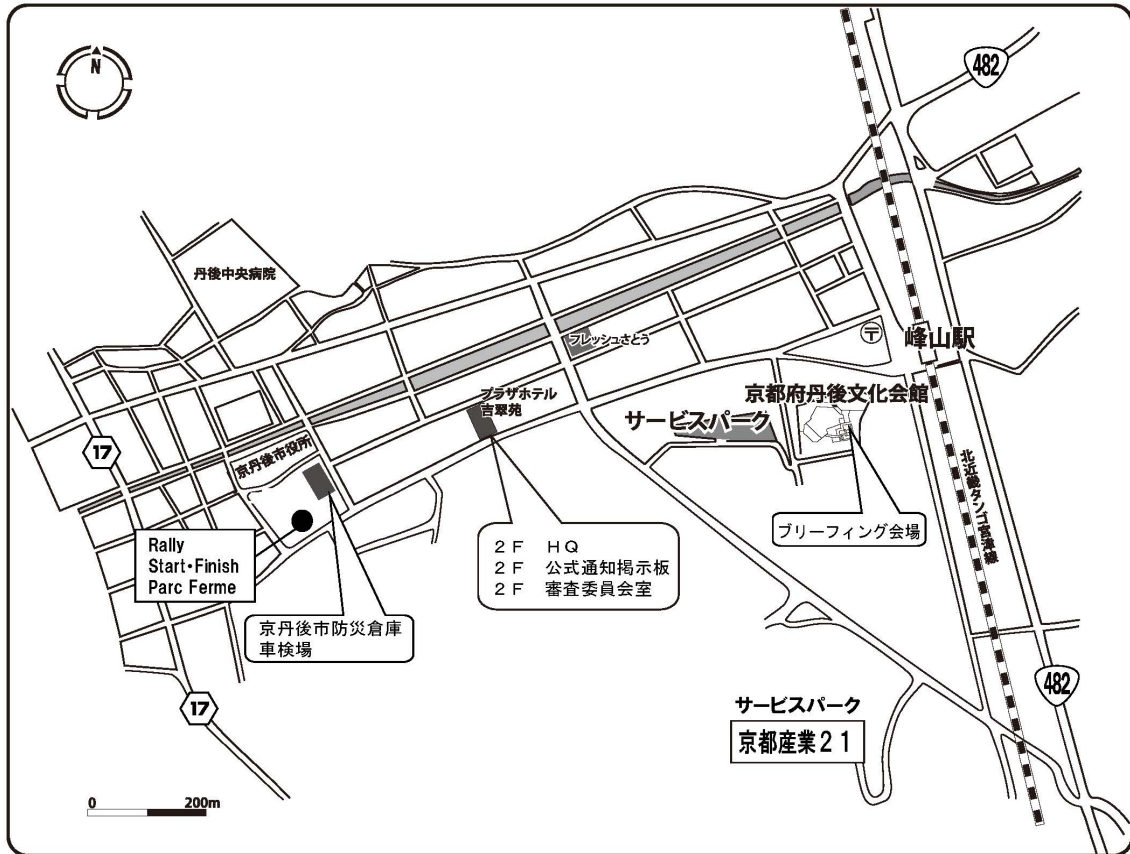 N
482
丹後中央病院
フレッシュさとう
〒
峰山駅
京都府丹後文化会館
プラザホテル
吉翠苑
サービスパーク
17
京丹後市役所
北近畿タンゴ宮津線
ブリーフィング会場
2F HQ
2F 公式通知掲示板
2F 審査委員会室
Rally
Start・Finish
Parc Ferme
京丹後市防災倉庫
車検場
17
482
サービスパーク
京都産業21
0 200m